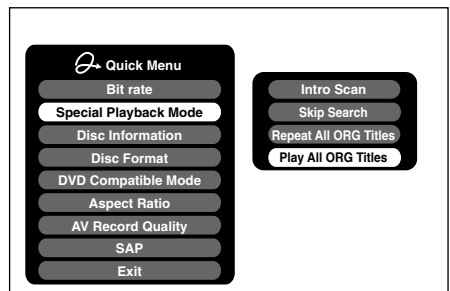 Quick Menu
Bit rate
Special Playback Mode
Disc Information
Disc Format
DVD Compatible Mode
Aspect Ratio
AV Record Quality
SAP
Exit
Intro Scan
Skip Search
Repeat All ORG Titles
Play All ORG Titles